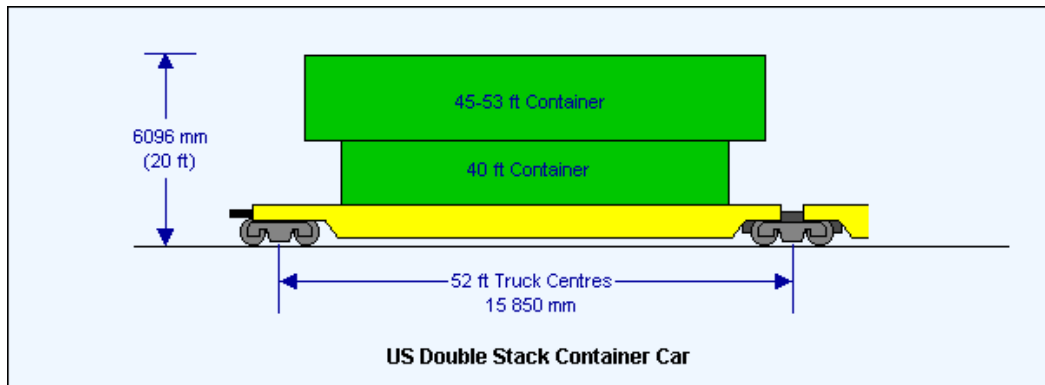 45-53 ft Container
6096 mm
(20 ft)
40 ft Container
52 ft Truck Centres
15 850 mm
US Double Stack Container Car